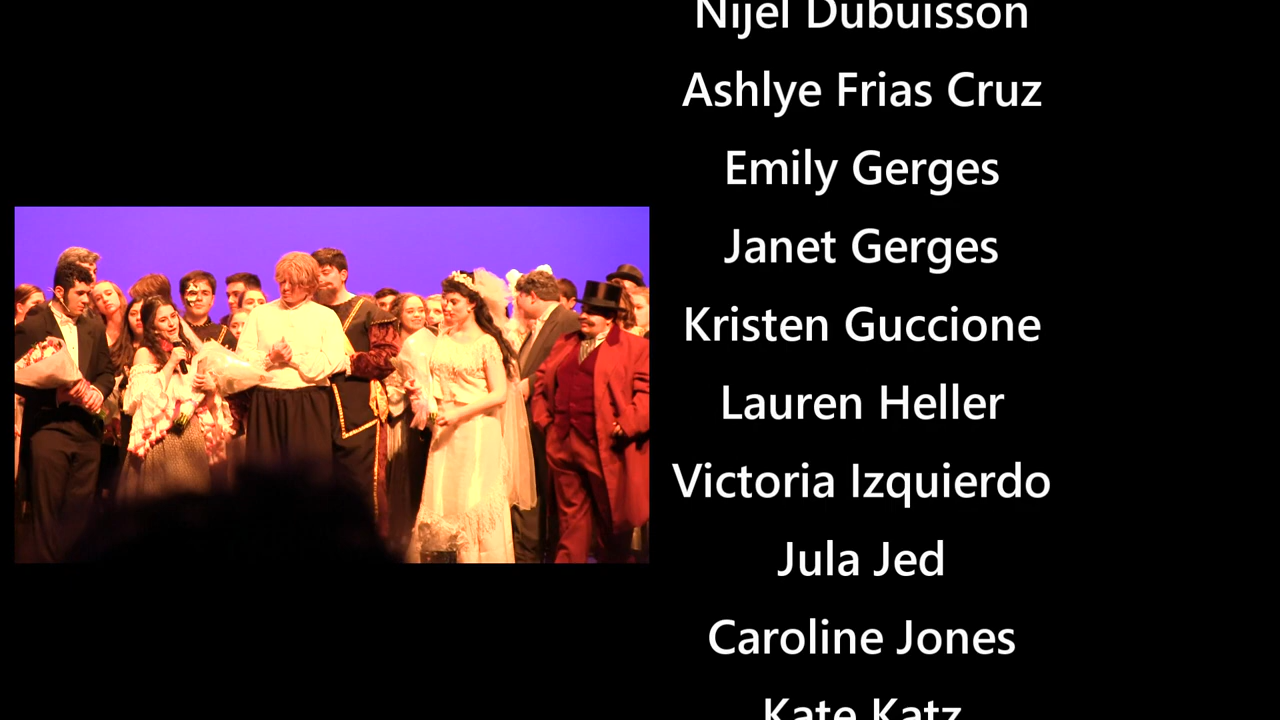 Nijel Dubuisson
Ashlye Frias Cruz
Emily Gerges
Janet Gerges
Kristen Guccione
Lauren Heller
Victoria Izquierdo
Jula Jed
Caroline Jones
Kate Katz